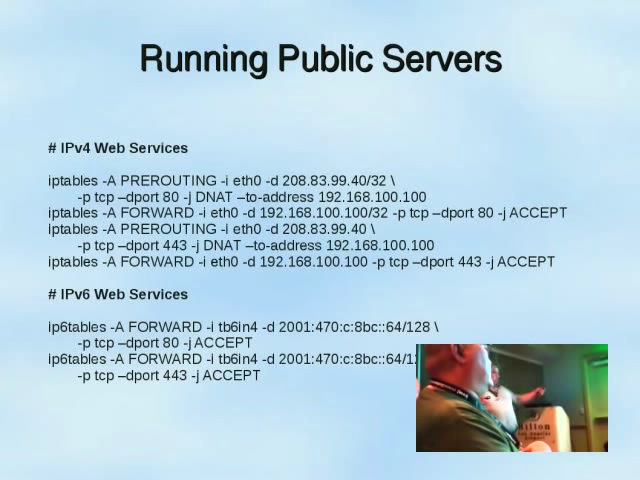 Running Public Servers
# IPv4 Web Services
iptables -A PREROUTING -i eth0 -d 208.83.99.40/32 \
-p tcp –dport 80 -j DNAT –to-address 192.168.100.100
iptables -A FORWARD -i eth0 -d 192.168.100.100/32 -p tcp –dport 80 -j ACCEPT
iptables -A PREROUTING -i eth0 -d 208.83.99.40 \
-p tcp –dport 443 -j DNAT –to-address 192.168.100.100
iptables -A FORWARD -i eth0 -d 192.168.100.100 -p tcp –dport 443 -j ACCEPT
# IPv6 Web Services
ip6tables -A FORWARD -i tb6in4 -d 2001:470:c:8bc::64/128 \
-p tcp –dport 80 -j ACCEPT
ip6tables -A FORWARD -i tb6in4 -d 2001:470:c:8bc::64/12
-p tcp –dport 443 -j ACCEPT
Hilton